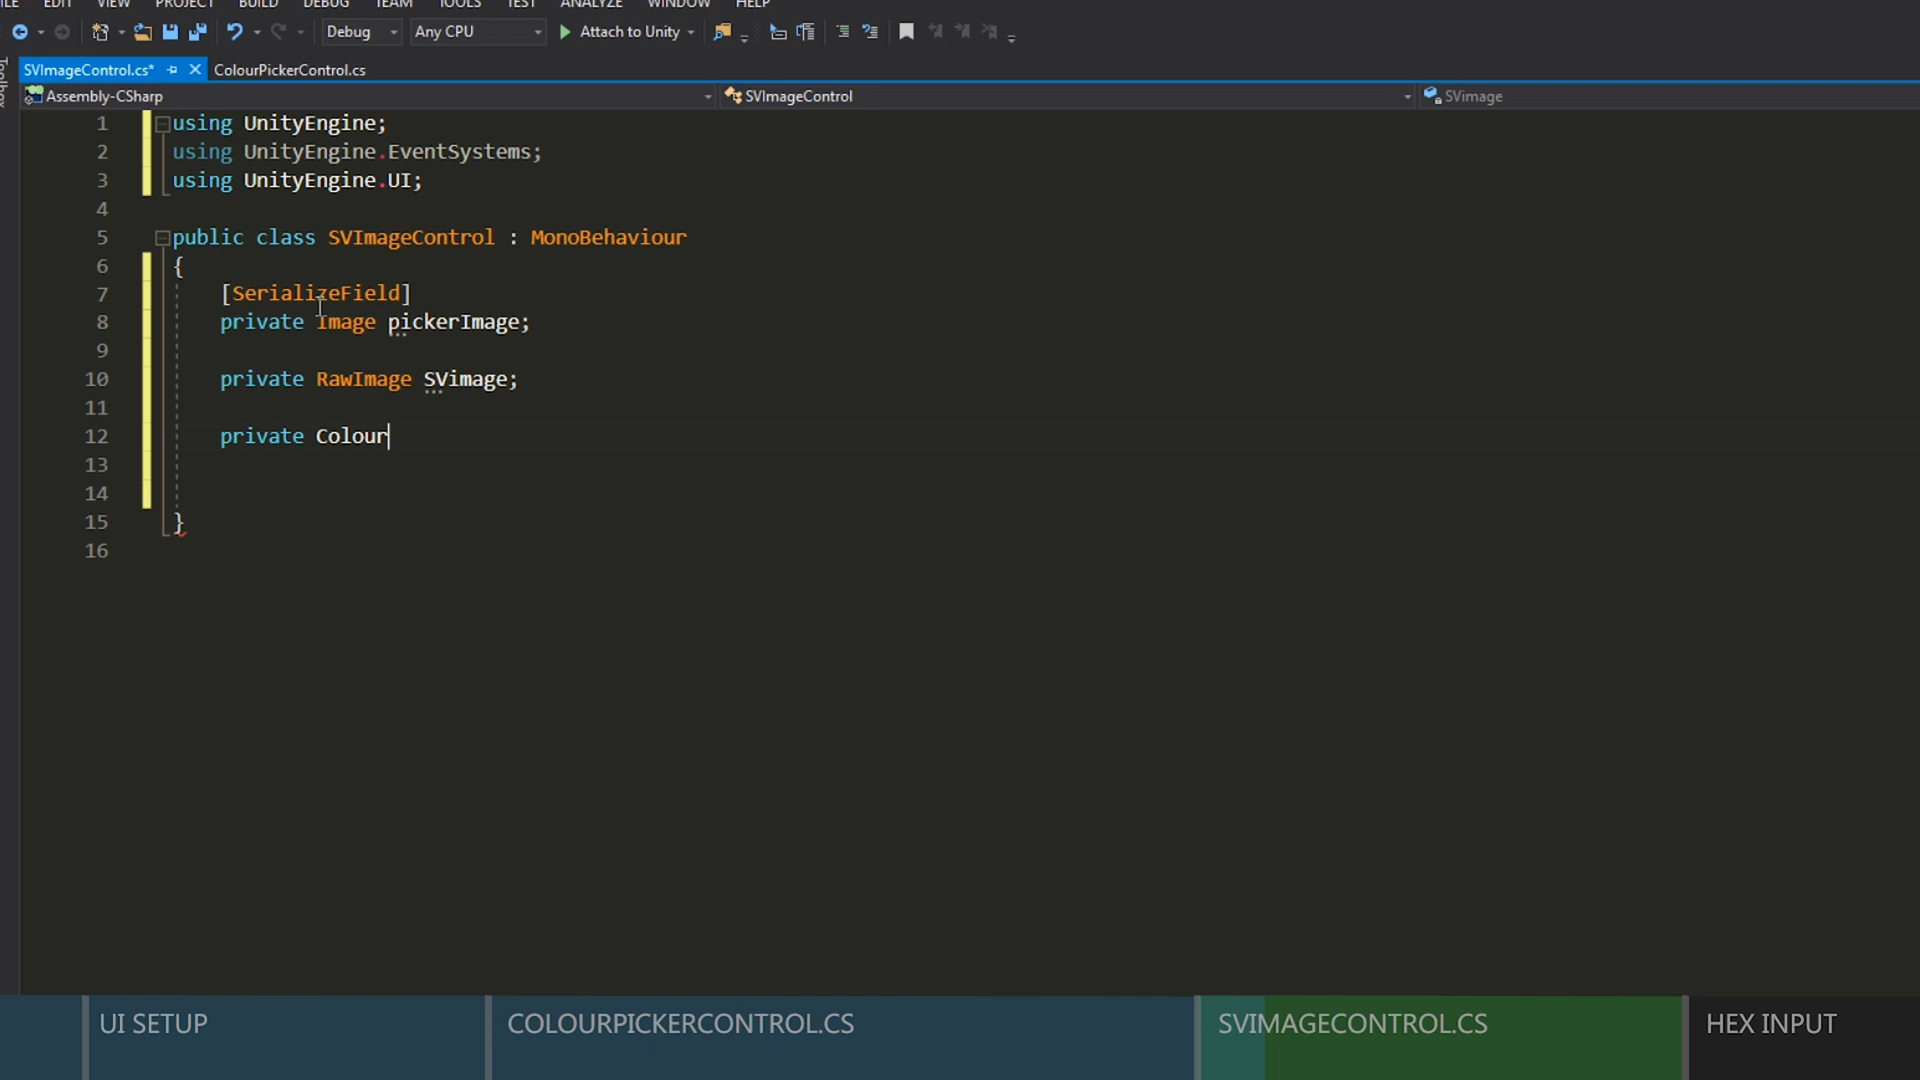 EDIT VIEW PROJECT BUILD DEBUG TEAM TOOLS TEST ANALYZE WINDOW HELP
Debug Any CPU Attach to Unity
SVImageControl.cs* ColourPickerControl.cs
Toolbox
Assembly-CSharp SVImageControl SVimage
1 using UnityEngine;
2 using UnityEngine.EventSystems;
3 using UnityEngine.UI;
4
5 public class SVImageControl : MonoBehaviour
6 {
7 [SerializeField]
8 private Image pickerImage;
9
10 private RawImage SVimage;
11
12 private Colour
13
14
15 }
16
UI SETUP COLOURPICKERCONTROL.CS SVIMAGECONTROL.CS HEX INPUT